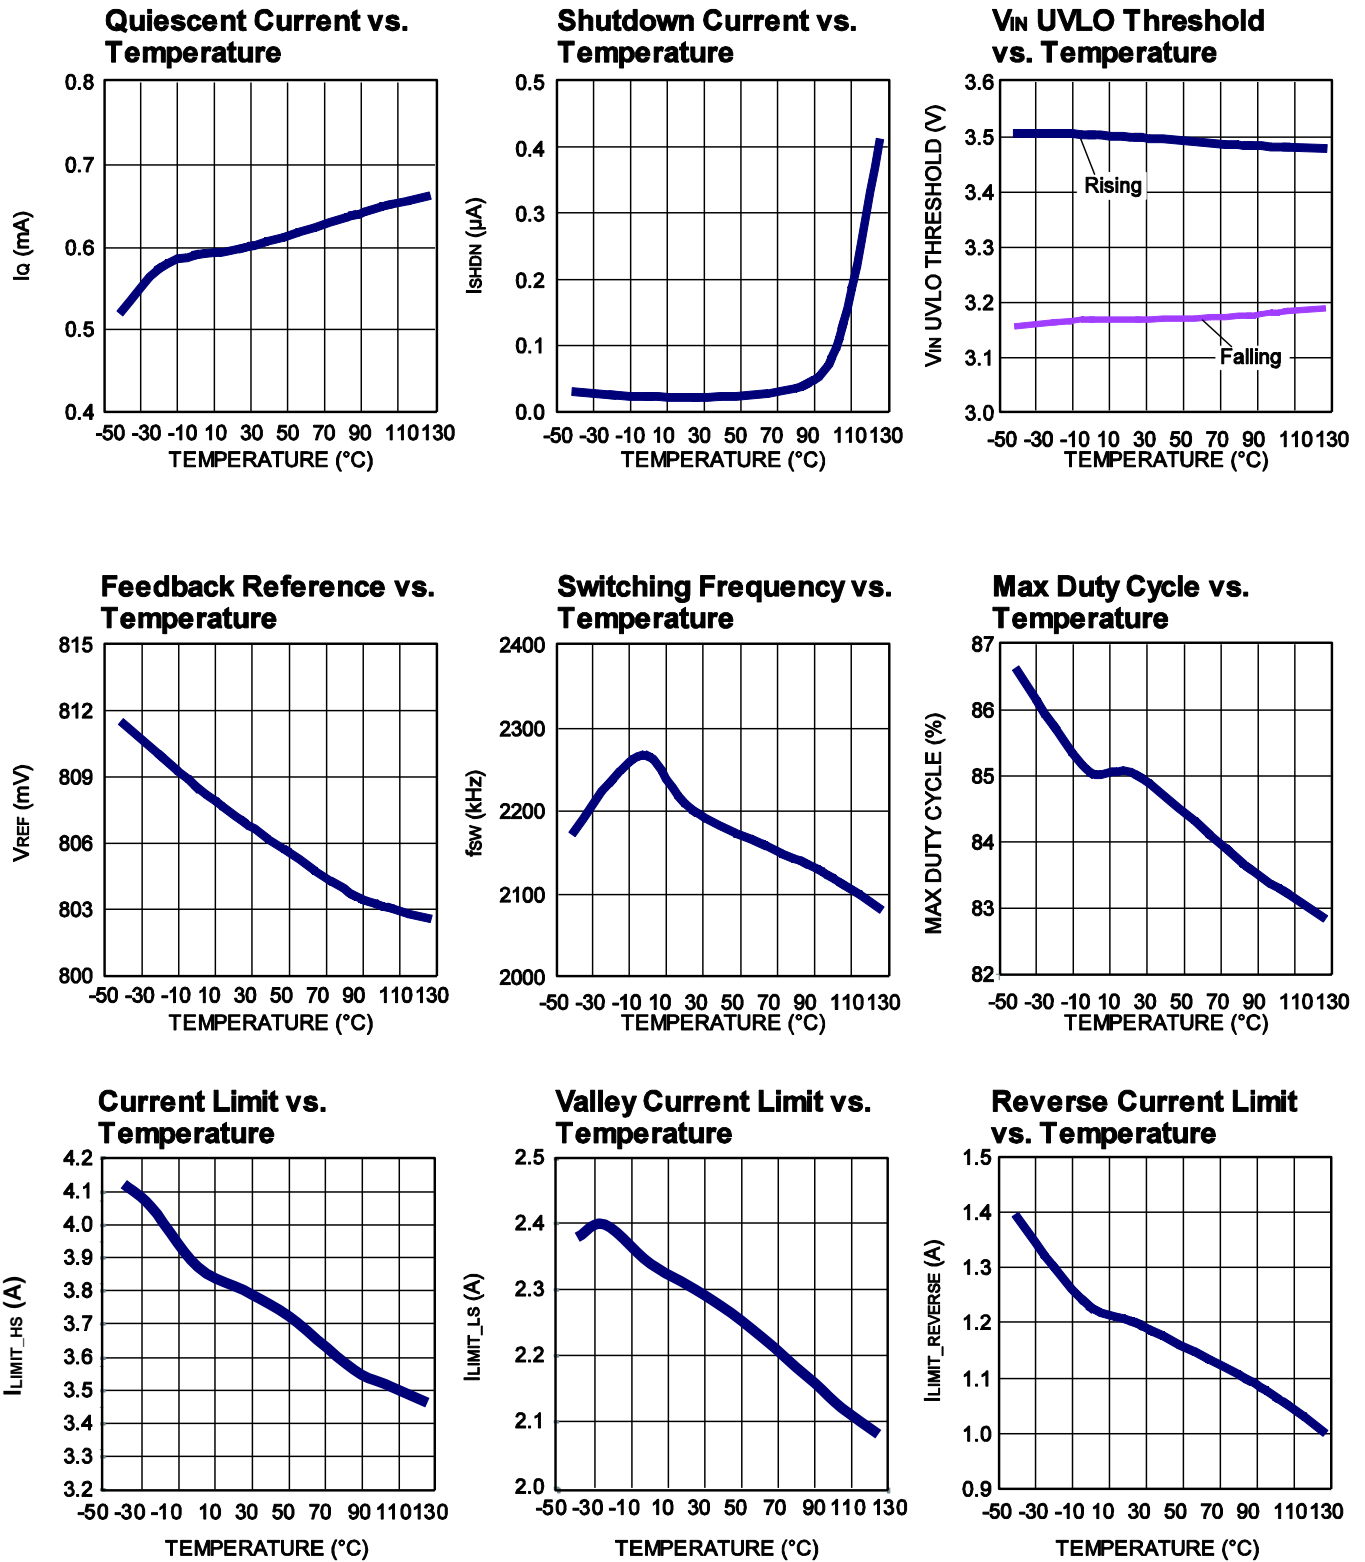 Quiescent Current vs.
Temperature
0.8
0.7
0.6
0.5
0.4
IQ (mA)
-50 -30 -10 10 30 50 70 90 110 130
TEMPERATURE (°C)
Shutdown Current vs.
Temperature
0.5
0.4
0.3
0.2
0.1
0.0
ISHDN (µA)
-50 -30 -10 10 30 50 70 90 110 130
TEMPERATURE (°C)
VIN UVLO Threshold
vs. Temperature
3.6
3.5
3.4
3.3
3.2
3.1
3.0
VIN UVLO THRESHOLD (V)
Rising
Falling
-50 -30 -10 10 30 50 70 90 110 130
TEMPERATURE (°C)
Feedback Reference vs.
Temperature
815
812
809
806
803
800
VREF (mV)
-50 -30 -10 10 30 50 70 90 110 130
TEMPERATURE (°C)
Switching Frequency vs.
Temperature
2400
2300
2200
2100
2000
fSW (kHz)
-50 -30 -10 10 30 50 70 90 110 130
TEMPERATURE (°C)
Max Duty Cycle vs.
Temperature
87
86
85
84
83
82
MAX DUTY CYCLE (%)
-50 -30 -10 10 30 50 70 90 110 130
TEMPERATURE (°C)
Current Limit vs.
Temperature
4.2
4.1
4.0
3.9
3.8
3.7
3.6
3.5
3.4
3.3
3.2
ILIMIT_HS (A)
-50 -30 -10 10 30 50 70 90 110 130
TEMPERATURE (°C)
Valley Current Limit vs.
Temperature
2.5
2.4
2.3
2.2
2.1
2.0
ILIMIT_LS (A)
-50 -30 -10 10 30 50 70 90 110 130
TEMPERATURE (°C)
Reverse Current Limit
vs. Temperature
1.5
1.4
1.3
1.2
1.1
1.0
0.9
ILIMIT_REVERSE (A)
-50 -30 -10 10 30 50 70 90 110 130
TEMPERATURE (°C)